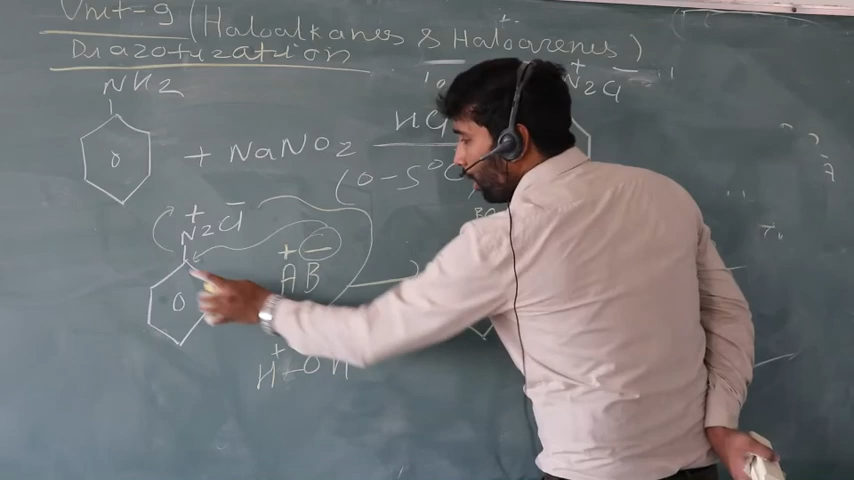 Unit-9 (Haloalkanes & Haloarenes)
Diazotization
NH2
+ NaNO2
HCl
(0-5°C
+ -
N2Cl
+ -
N2Cl
+ -
A B
+
H-OH